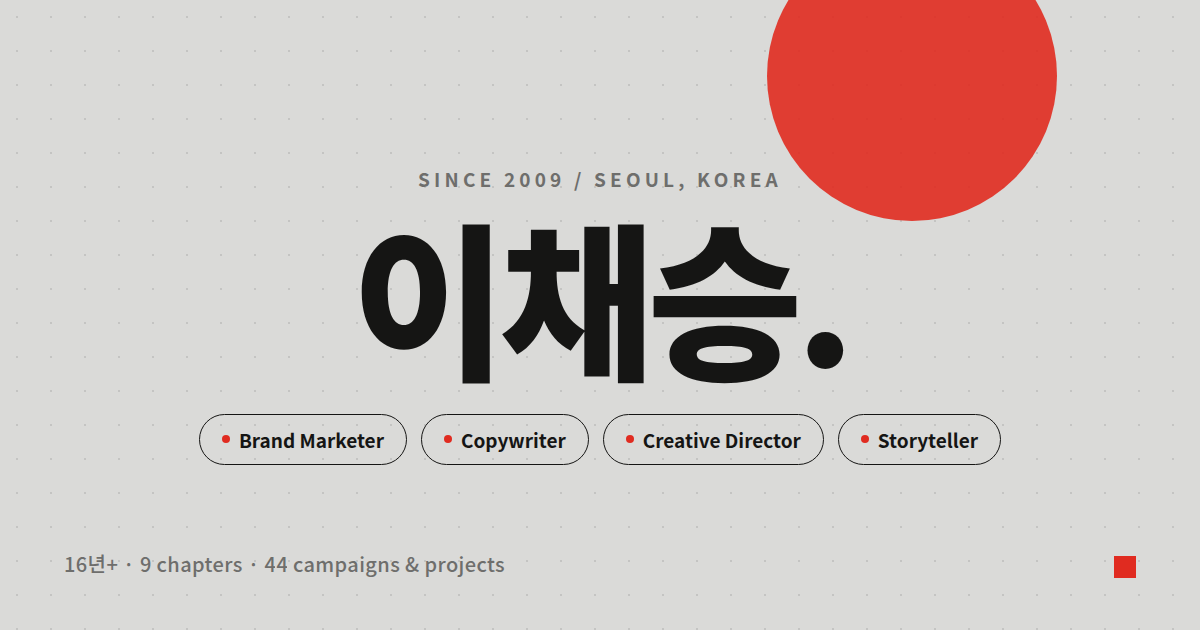 SINCE 2009 / SEOUL, KOREA
이채승.
Brand Marketer
Copywriter
Creative Director
Storyteller
16년+ · 9 chapters · 44 campaigns & projects